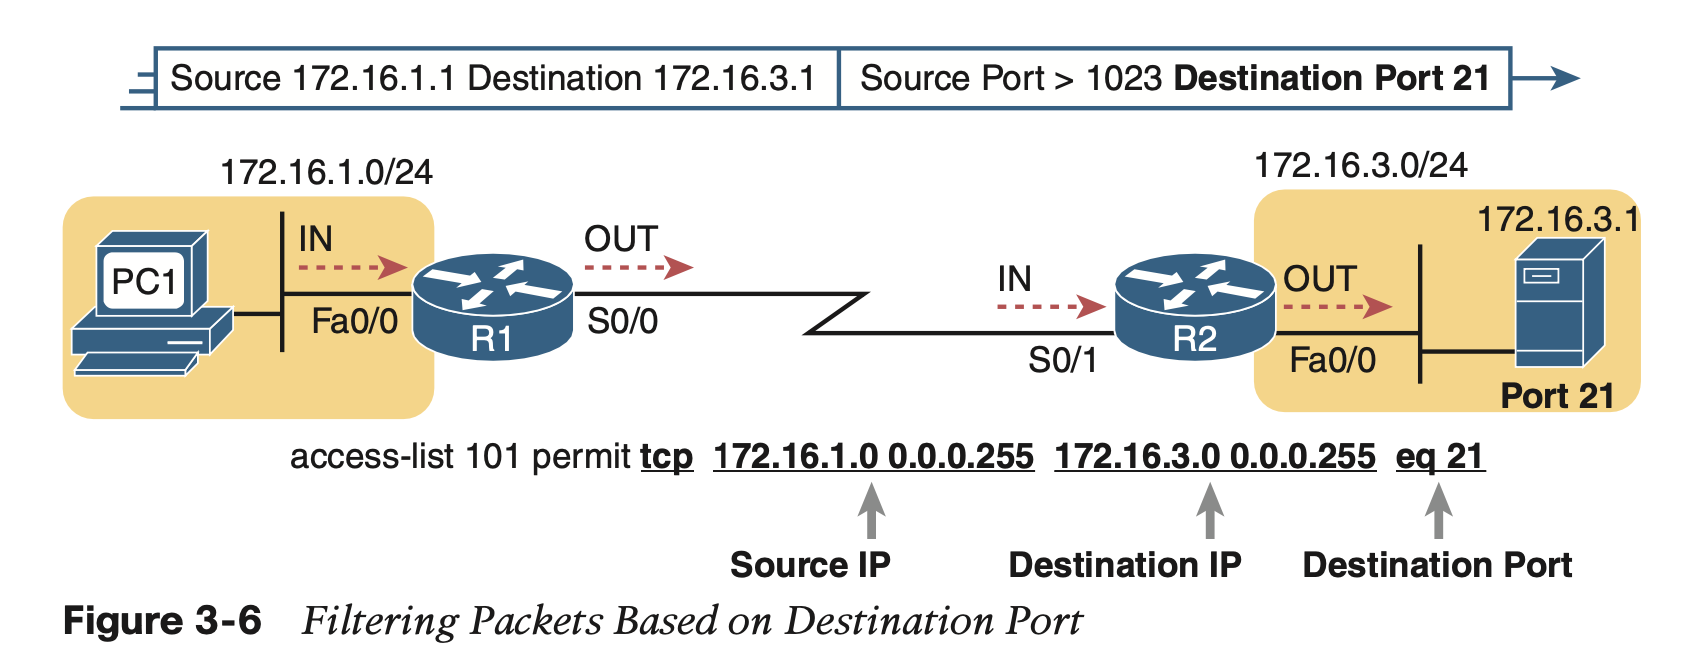 Source 172.16.1.1 Destination 172.16.3.1 Source Port > 1023 Destination Port 21
172.16.1.0/24
172.16.3.0/24
172.16.3.1
IN
OUT
IN
OUT
PC1
Fa0/0
R1
S0/0
S0/1
R2
Fa0/0
Port 21
access-list 101 permit tcp 172.16.1.0 0.0.0.255 172.16.3.0 0.0.0.255 eq 21
Source IP
Destination IP
Destination Port
Figure 3-6 Filtering Packets Based on Destination Port